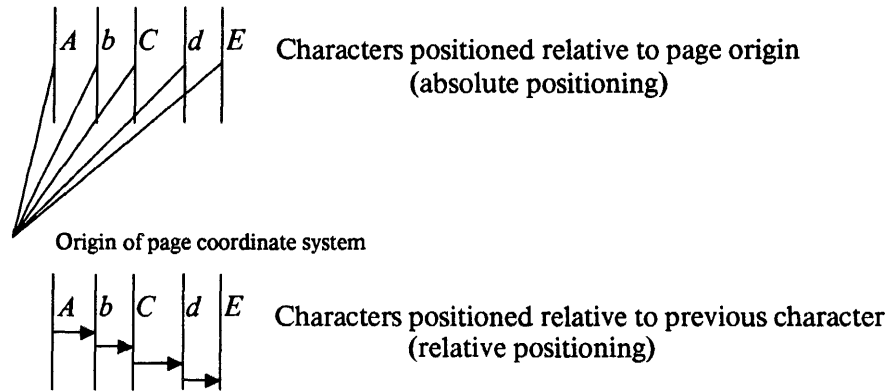 A b C d E
Characters positioned relative to page origin
(absolute positioning)
Origin of page coordinate system
A b C d E
Characters positioned relative to previous character
(relative positioning)